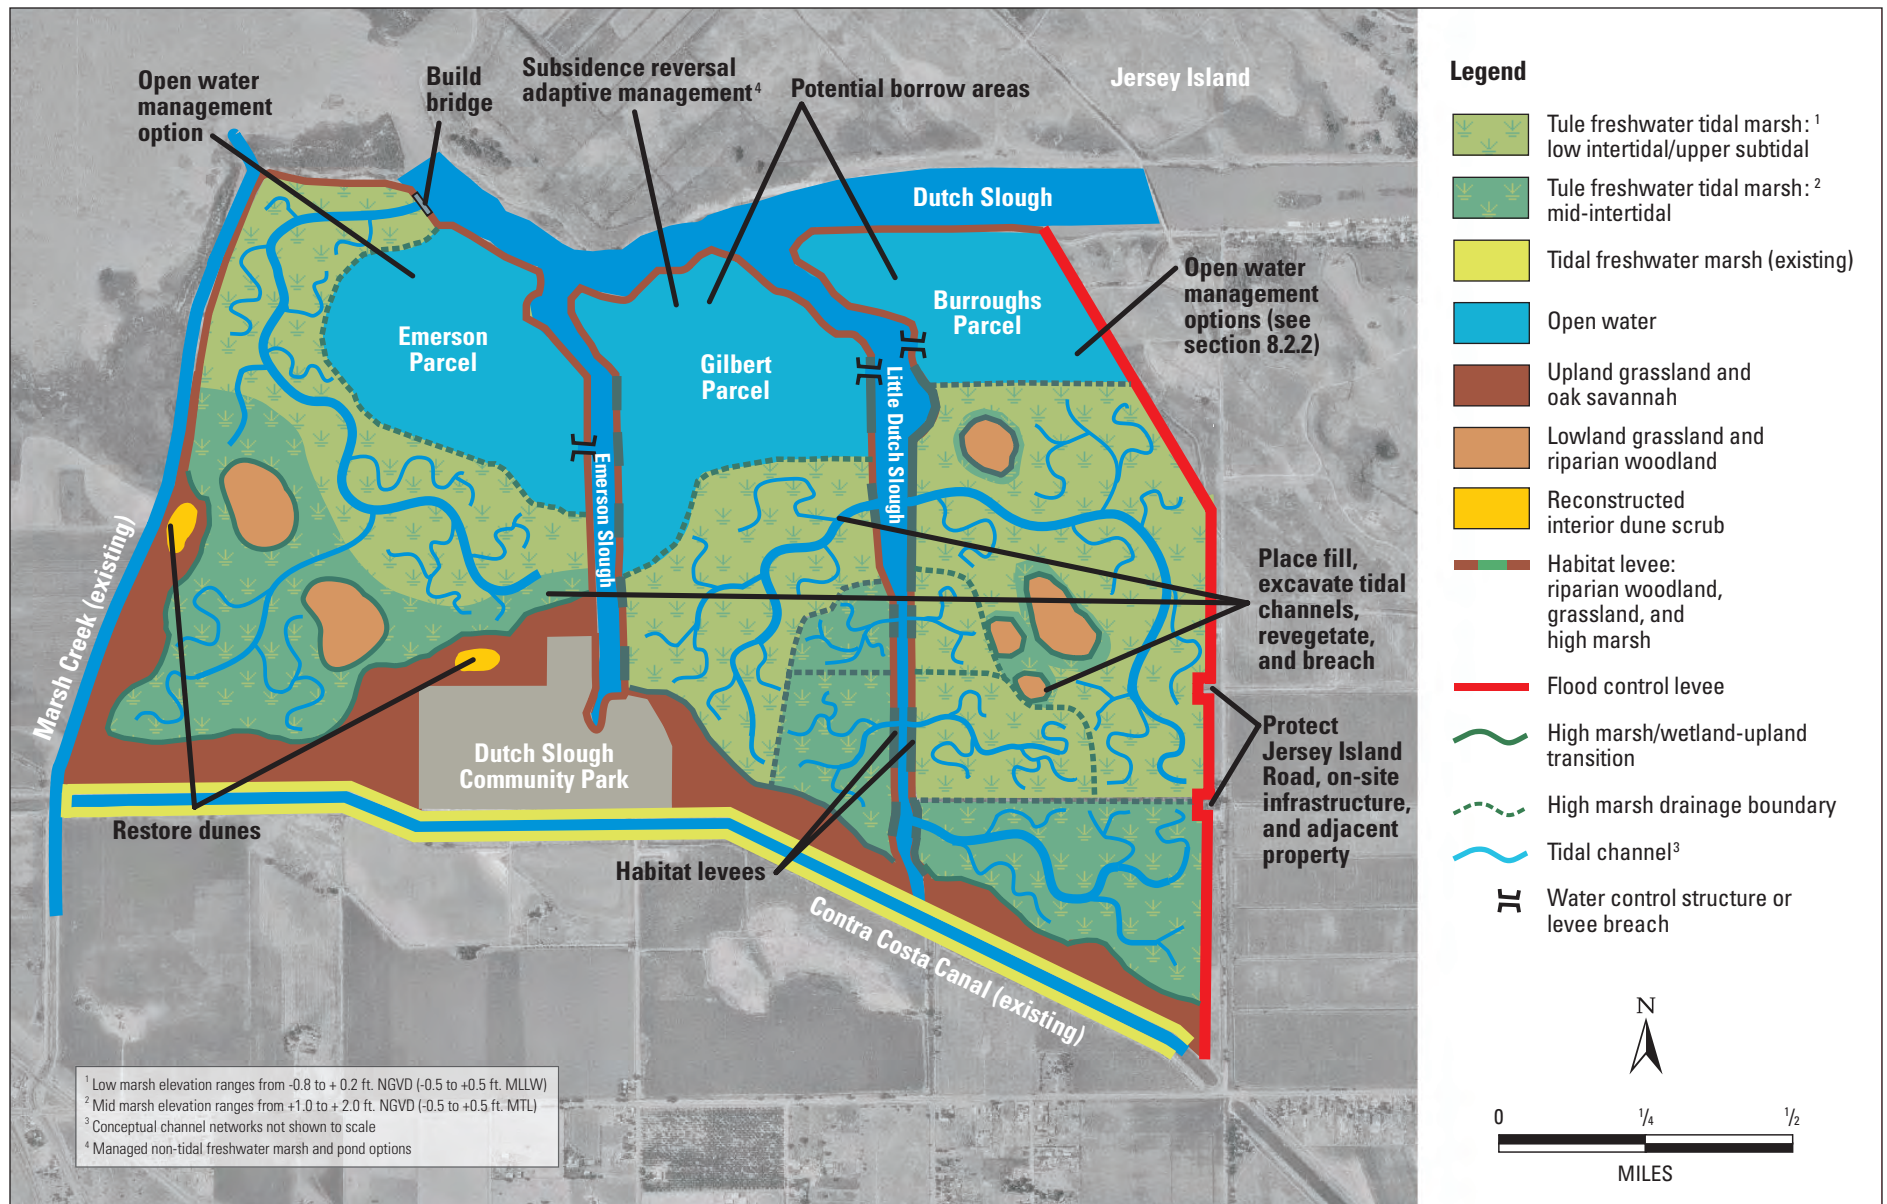 Open water
management
option
Build
bridge
Subsidence reversal
adaptive management⁴
Potential borrow areas
Jersey Island
Dutch Slough
Open water
management
options (see
section 8.2.2)
Burroughs
Parcel
Emerson
Parcel
Gilbert
Parcel
Little Dutch Slough
Emerson Slough
Marsh Creek (existing)
Place fill,
excavate tidal
channels,
revegetate,
and breach
Protect
Jersey Island
Road, on-site
infrastructure,
and adjacent
property
Dutch Slough
Community Park
Restore dunes
Habitat levees
Contra Costa Canal (existing)
¹ Low marsh elevation ranges from -0.8 to + 0.2 ft. NGVD (-0.5 to +0.5 ft. MLLW)
² Mid marsh elevation ranges from +1.0 to + 2.0 ft. NGVD (-0.5 to +0.5 ft. MTL)
³ Conceptual channel networks not shown to scale
⁴ Managed non-tidal freshwater marsh and pond options
Legend
Tule freshwater tidal marsh: ¹
low intertidal/upper subtidal
Tule freshwater tidal marsh: ²
mid-intertidal
Tidal freshwater marsh (existing)
Open water
Upland grassland and
oak savannah
Lowland grassland and
riparian woodland
Reconstructed
interior dune scrub
Habitat levee:
riparian woodland,
grassland, and
high marsh
Flood control levee
High marsh/wetland-upland
transition
High marsh drainage boundary
Tidal channel³
Water control structure or
levee breach
N
0 1/4 1/2
MILES